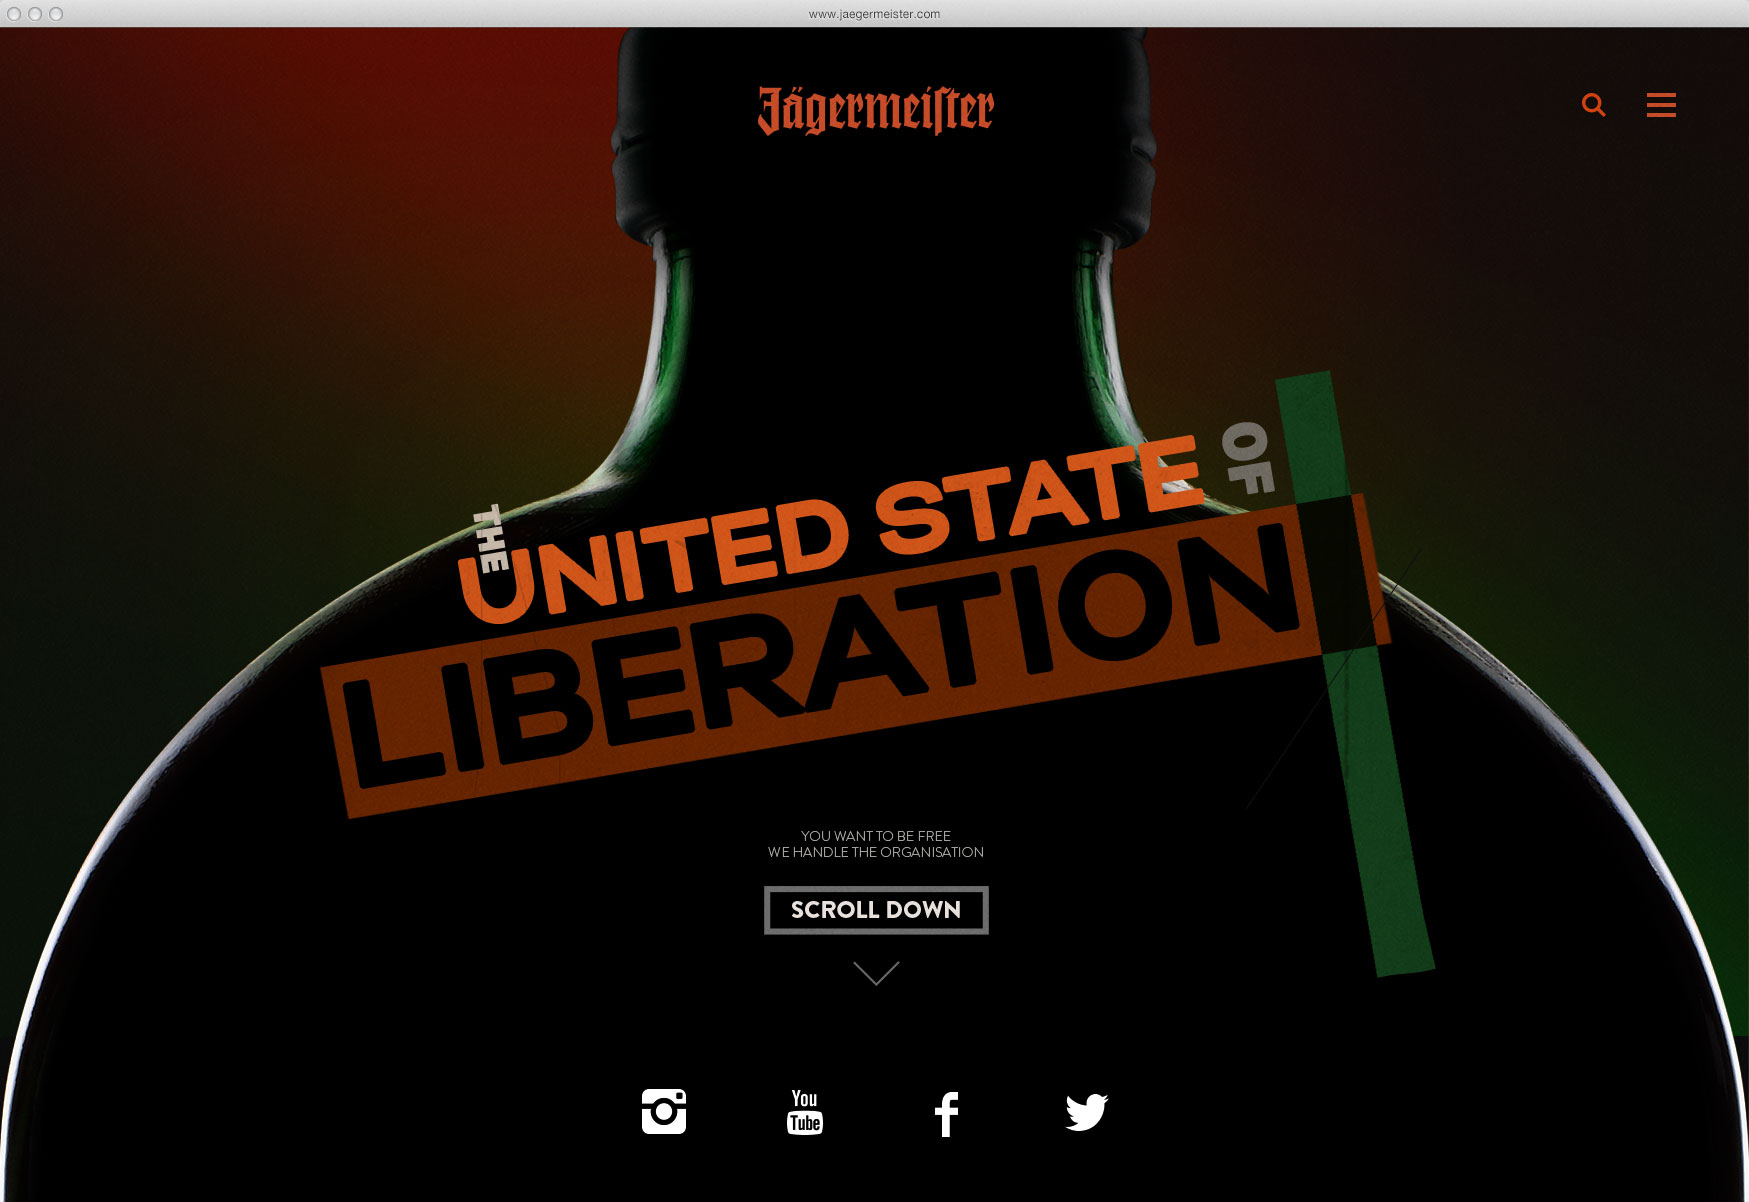 www.jaegermeister.com
Jägermeiſter
THE
UNITED STATE
OF
LIBERATION
YOU WANT TO BE FREE
WE HANDLE THE ORGANISATION
SCROLL DOWN
You
Tube